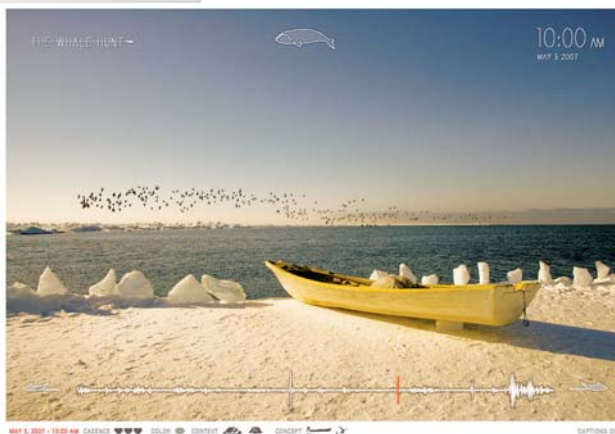 THE WHALE HUNT
10:00 AM
MAY 5 2007
MAY 5, 2007 - 10:00 AM CADENCE COLOR CONTEXT CONCEPT